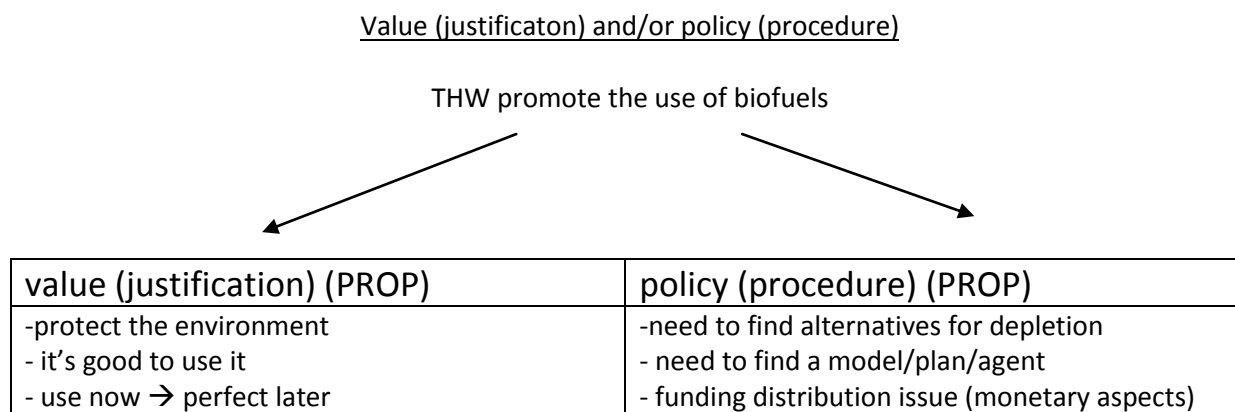 Value (justificaton) and/or policy (procedure)
THW promote the use of biofuels
value (justification) (PROP)
-protect the environment
- it's good to use it
- use now → perfect later
policy (procedure) (PROP)
-need to find alternatives for depletion
- need to find a model/plan/agent
- funding distribution issue (monetary aspects)